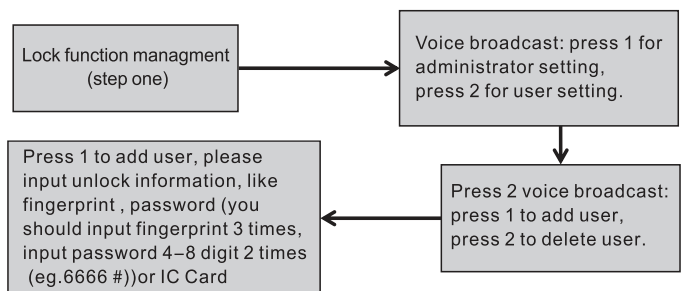 Lock function managment
(step one)
Voice broadcast: press 1 for
administrator setting,
press 2 for user setting.
Press 2 voice broadcast:
press 1 to add user,
press 2 to delete user.
Press 1 to add user, please
input unlock information, like
fingerprint , password (you
should input fingerprint 3 times,
input password 4–8 digit 2 times
(eg.6666 #))or IC Card